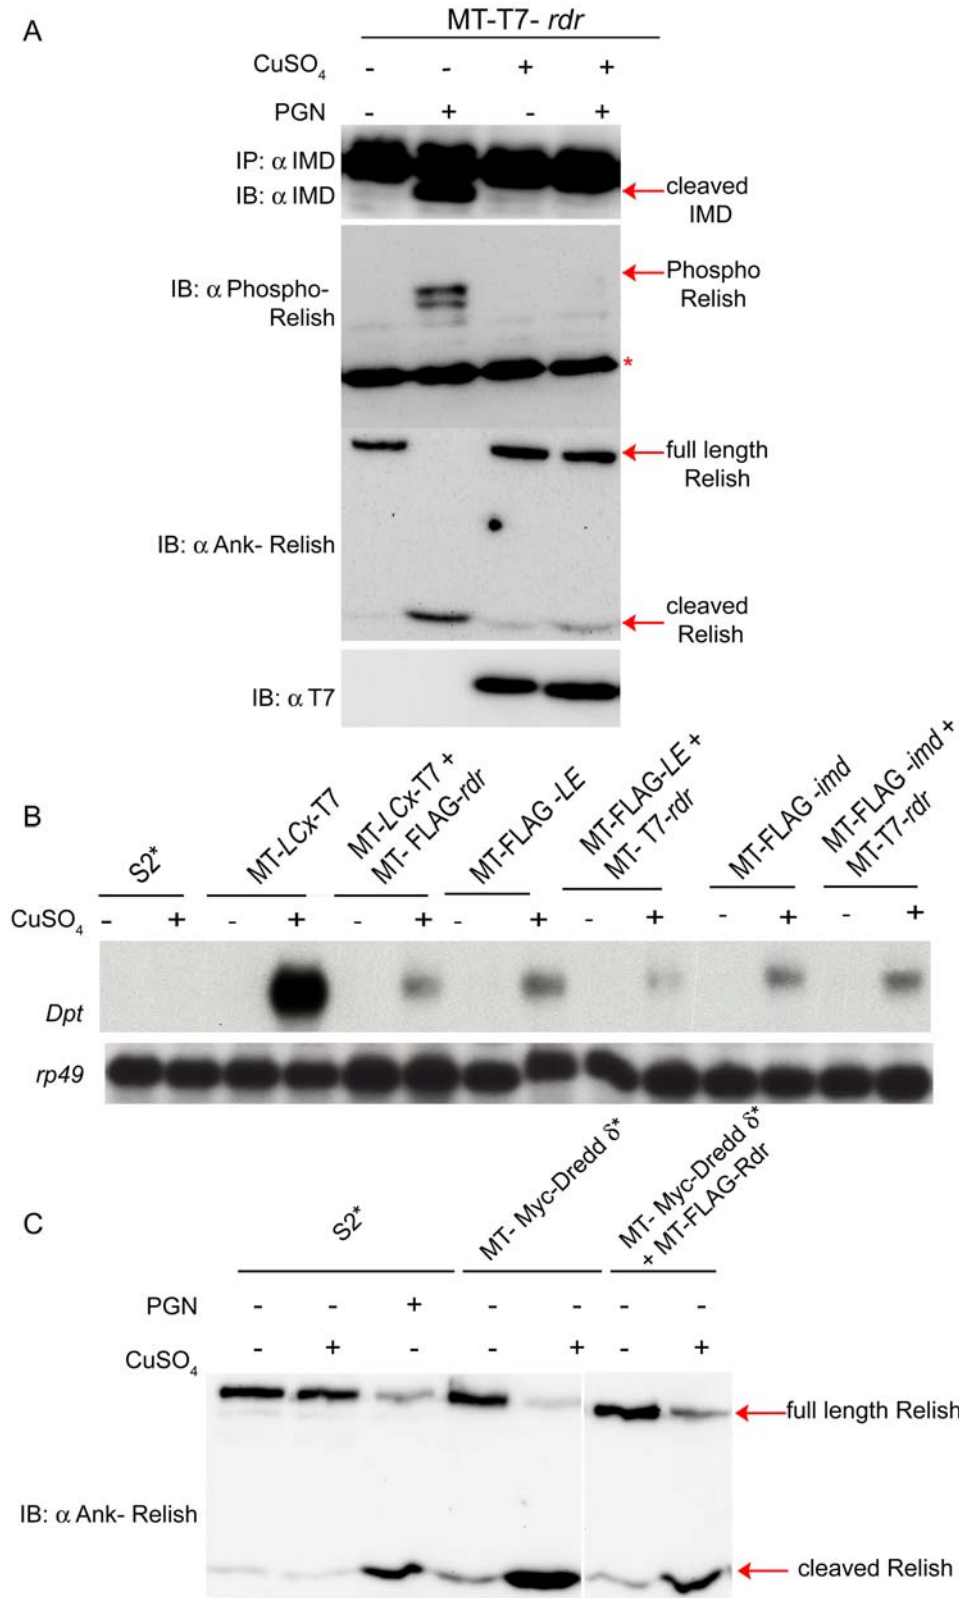 A
MT-T7- rdr
CuSO4 - - + +
PGN - + - +
IP: α IMD
IB: α IMD
cleaved
IMD
IB: α Phospho-
Relish
Phospho
Relish
*
full length
Relish
IB: α Ank- Relish
cleaved
Relish
IB: α T7
B
S2*
MT-LCx-T7
MT-LCx-T7 +
MT- FLAG-rdr
MT-FLAG -LE
MT-FLAG-LE +
MT- T7-rdr
MT-FLAG -imd
MT-FLAG -imd +
MT-T7-rdr
CuSO4 - + - + - + - + - + - + - +
Dpt
rp49
C
S2*
MT- Myc-Dredd δ*
MT- Myc-Dredd δ*
+ MT-FLAG-Rdr
PGN - - + - - - -
CuSO4 - + - - + - +
full length Relish
IB: α Ank- Relish
cleaved Relish